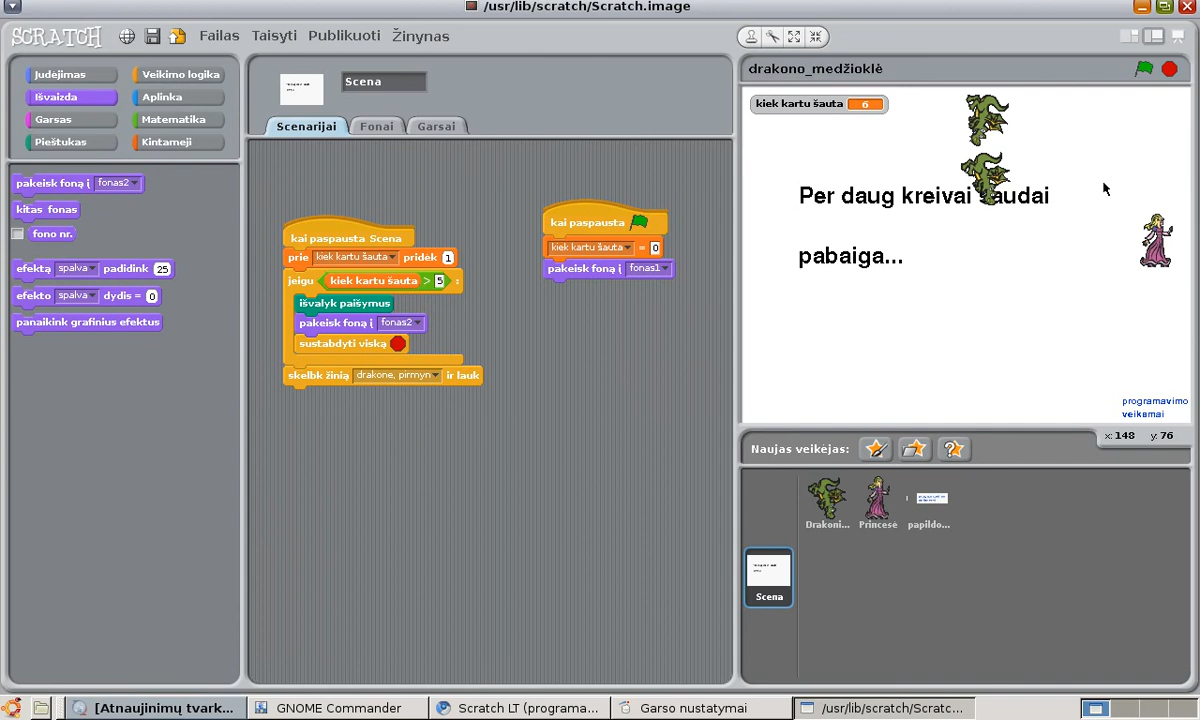 /usr/lib/scratch/Scratch.image
SCRATCH
Failas Taisyti Publikuoti Žinynas
Judėjimas Veikimo logika
Išvaizda Aplinka
Garsas Matematika
Pieštukas Kintamieji
pakeisk foną į fonas2
kitas fonas
fono nr.
efektą spalva padidink 25
efekto spalva dydis = 0
panaikink grafinius efektus
Scena
Scenarijai Fonai Garsai
kai paspausta Scena
prie kiek kartu šauta pridek 1
jeigu kiek kartu šauta > 5 :
išvalyk paišymus
pakeisk foną į fonas2
sustabdyti viską
skelbk žinią drakone, pirmyn ir lauk
kai paspausta
kiek kartu šauta = 0
pakeisk foną į fonas1
drakono_medžioklė
kiek kartu šauta 6
Per daug kreivai šaudai
pabaiga...
programavimo
veiksmai
x: 148 y: 76
Naujas veikėjas:
Drakoni... Princesė papildo...
Scena
[Atnaujinimų tvark... GNOME Commander Scratch LT (programa... Garso nustatymai /usr/lib/scratch/Scratc...